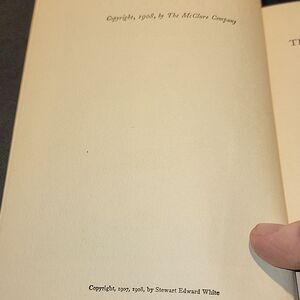 Copyright, 1908, by The McClure Company
Copyright, 1907, 1908, by Stewart Edward White